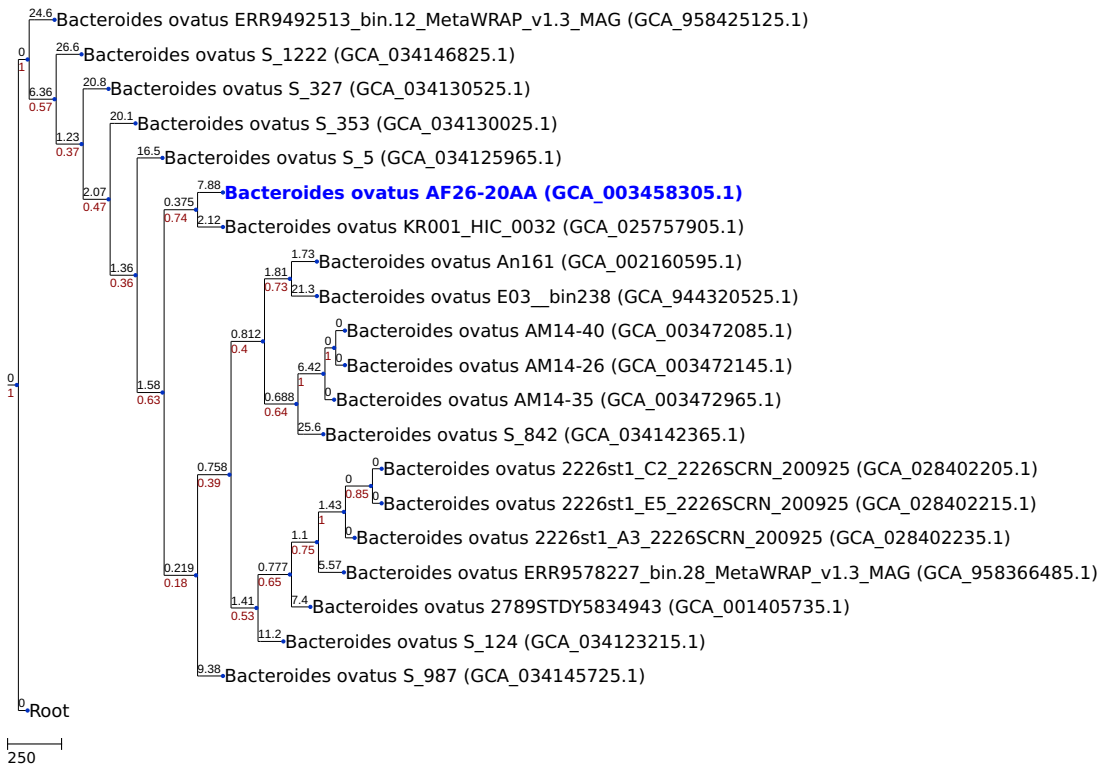 24.6 Bacteroides ovatus ERR9492513_bin.12_MetaWRAP_v1.3_MAG (GCA_958425125.1)
0
1
26.6 Bacteroides ovatus S_1222 (GCA_034146825.1)
6.36
0.57
20.8 Bacteroides ovatus S_327 (GCA_034130525.1)
1.23
0.37
20.1 Bacteroides ovatus S_353 (GCA_034130025.1)
2.07
0.47
16.5 Bacteroides ovatus S_5 (GCA_034125965.1)
1.36
0.36
7.88 Bacteroides ovatus AF26-20AA (GCA_003458305.1)
0.375
0.74
2.12 Bacteroides ovatus KR001_HIC_0032 (GCA_025757905.1)
1.58
0.63
1.73 Bacteroides ovatus An161 (GCA_002160595.1)
1.81
0.73
21.3 Bacteroides ovatus E03__bin238 (GCA_944320525.1)
0.812
0.4
0 Bacteroides ovatus AM14-40 (GCA_003472085.1)
0
1
0 Bacteroides ovatus AM14-26 (GCA_003472145.1)
6.42
1
0 Bacteroides ovatus AM14-35 (GCA_003472965.1)
0.688
0.64
25.6 Bacteroides ovatus S_842 (GCA_034142365.1)
0.758
0.39
0 Bacteroides ovatus 2226st1_C2_2226SCRN_200925 (GCA_028402205.1)
0
0.85
0 Bacteroides ovatus 2226st1_E5_2226SCRN_200925 (GCA_028402215.1)
1.43
1
0 Bacteroides ovatus 2226st1_A3_2226SCRN_200925 (GCA_028402235.1)
1.1
0.75
5.57 Bacteroides ovatus ERR9578227_bin.28_MetaWRAP_v1.3_MAG (GCA_958366485.1)
0.777
0.65
7.4 Bacteroides ovatus 2789STDY5834943 (GCA_001405735.1)
1.41
0.53
11.2 Bacteroides ovatus S_124 (GCA_034123215.1)
0.219
0.18
9.38 Bacteroides ovatus S_987 (GCA_034145725.1)
0
1
0 Root
250